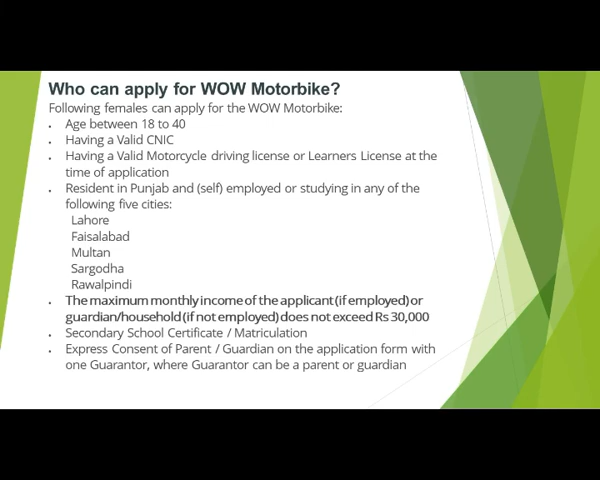 Who can apply for WOW Motorbike?
Following females can apply for the WOW Motorbike:
• Age between 18 to 40
• Having a Valid CNIC
• Having a Valid Motorcycle driving license or Learners License at the
time of application
• Resident in Punjab and (self) employed or studying in any of the
following five cities:
Lahore
Faisalabad
Multan
Sargodha
Rawalpindi
• The maximum monthly income of the applicant (if employed) or
guardian/household (if not employed) does not exceed Rs 30,000
• Secondary School Certificate / Matriculation
• Express Consent of Parent / Guardian on the application form with
one Guarantor, where Guarantor can be a parent or guardian